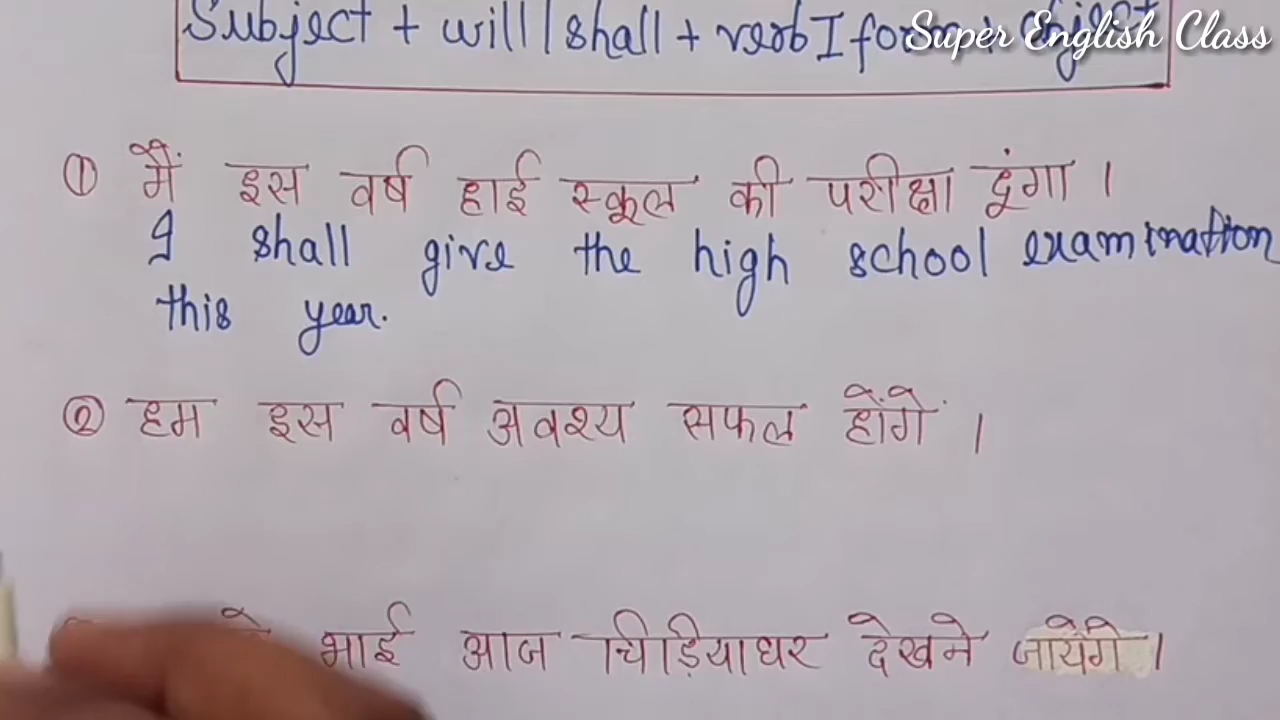 Subject + will / shall + verb I
Super English Class
① मैं इस वर्ष हाई स्कूल की परीक्षा दूंगा ।
I shall give the high school examination
this year.
② हम इस वर्ष अवश्य सफल होंगे ।
भाई आज चिड़ियाघर देखने जायेंगे ।